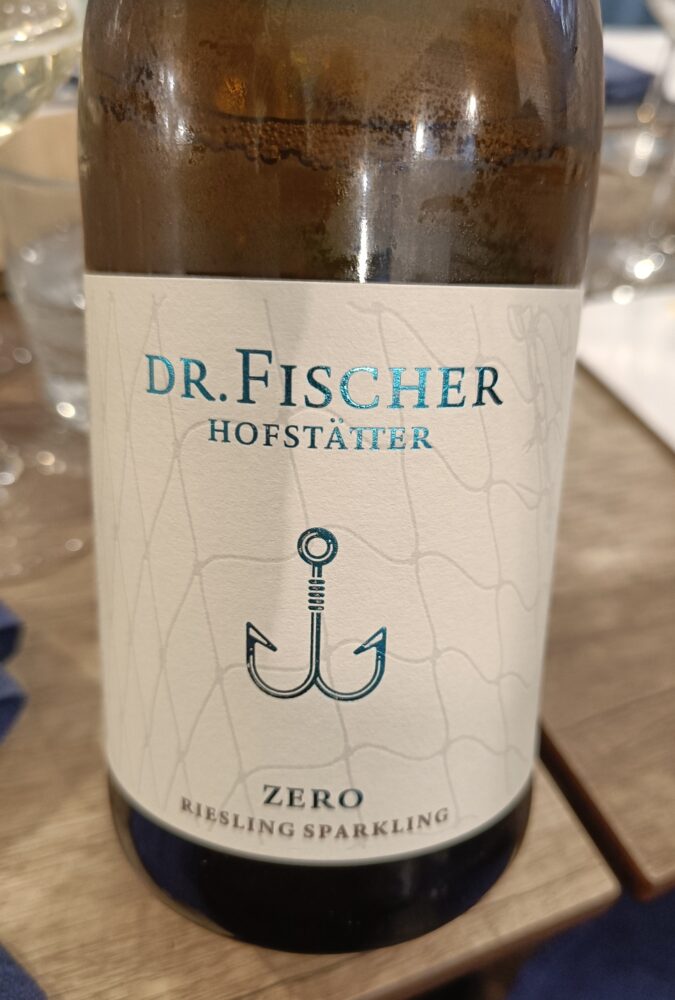 DR. FISCHER
HOFSTÄTTER
ZERO
RIESLING SPARKLING